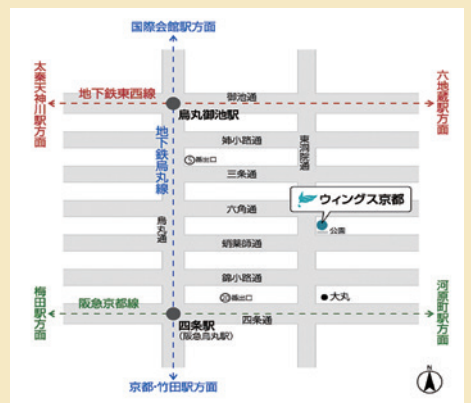 国際会館駅方面
太秦天神川駅方面
地下鉄東西線
御池通
六地蔵駅方面
烏丸御池駅
地下鉄烏丸線
姉小路通
東洞院通
⑤番出口
三条通
六角通
ウィングス京都
公園
烏丸通
蛸薬師通
錦小路通
番出口
大丸
梅田駅方面
阪急京都線
河原町駅方面
四条駅
(阪急烏丸駅)
四条通
京都・竹田駅方面
N